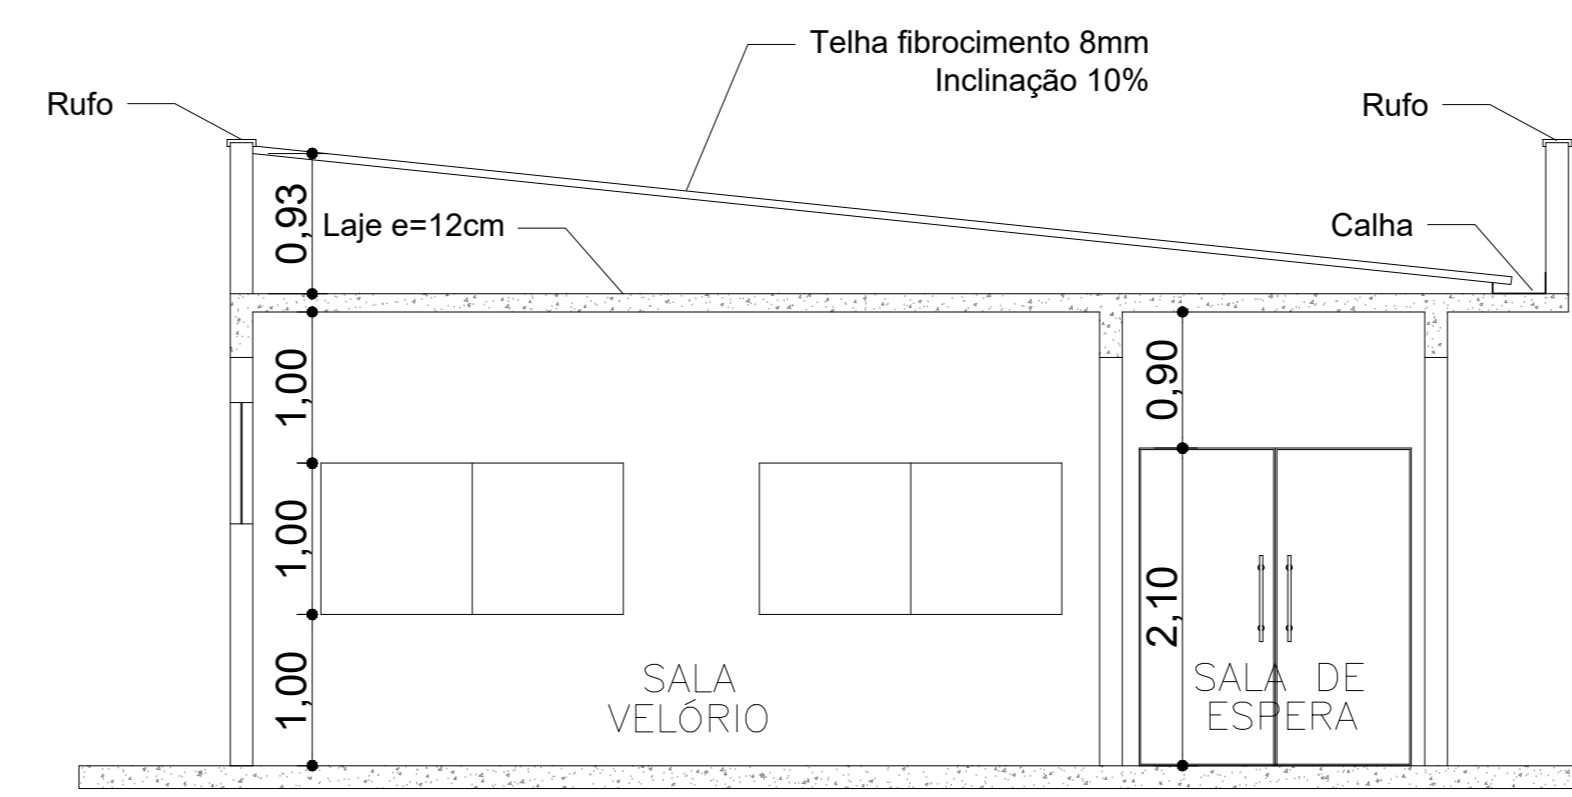 Telha fibrocimento 8mm
Inclinação 10%
Rufo
Rufo
0,93
Laje e=12cm
Calha
1,00
0,90
1,00
2,10
1,00
SALA
VELÓRIO
SALA DE
ESPERA